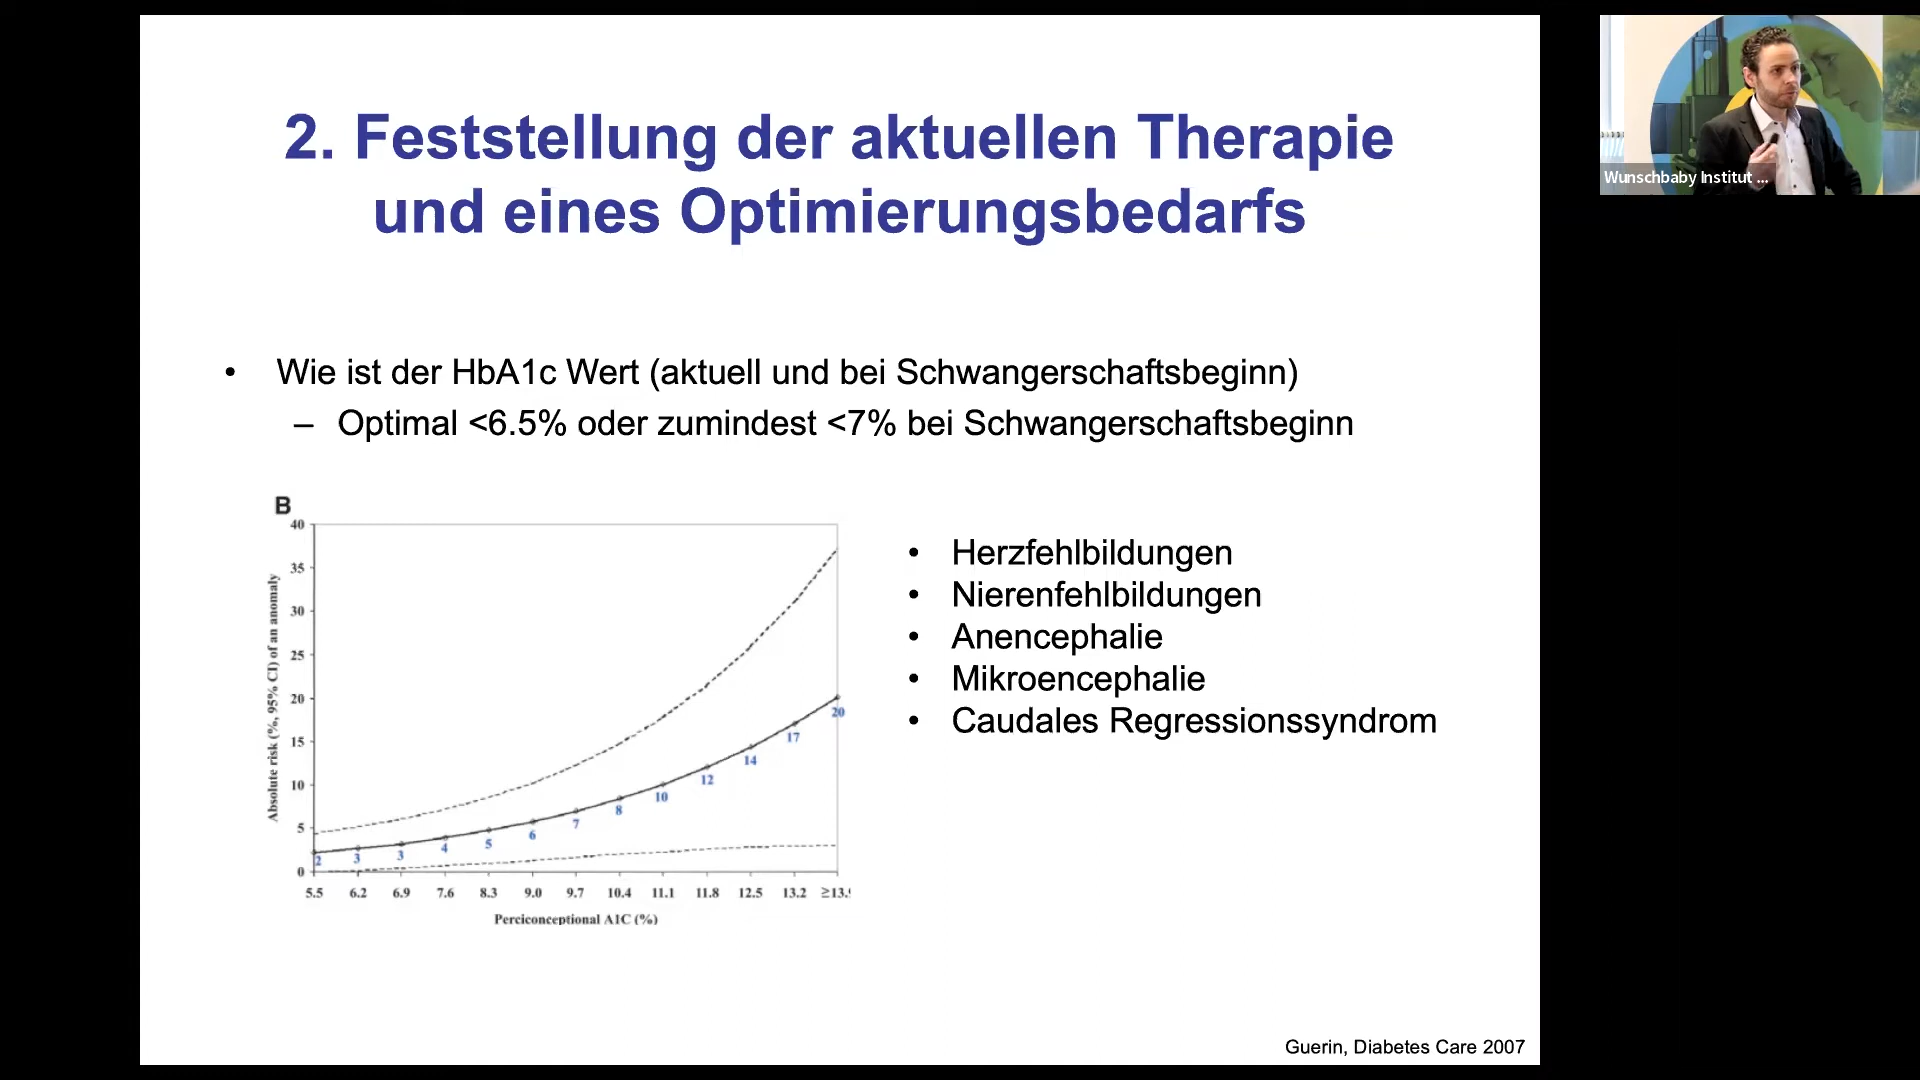 2. Feststellung der aktuellen Therapie
und eines Optimierungsbedarfs
• Wie ist der HbA1c Wert (aktuell und bei Schwangerschaftsbeginn)
– Optimal <6.5% oder zumindest <7% bei Schwangerschaftsbeginn
B
40
35
30
25
20
15
10
5
0
Absolute risk (%, 95% CI) of an anomaly
2 3 3 4 5 6 7 8 10 12 14 17 20
5.5 6.2 6.9 7.6 8.3 9.0 9.7 10.4 11.1 11.8 12.5 13.2 ≥13.
Perciconceptional A1C (%)
• Herzfehlbildungen
• Nierenfehlbildungen
• Anencephalie
• Mikroencephalie
• Caudales Regressionssyndrom
Guerin, Diabetes Care 2007
Wunschbaby Institut ...